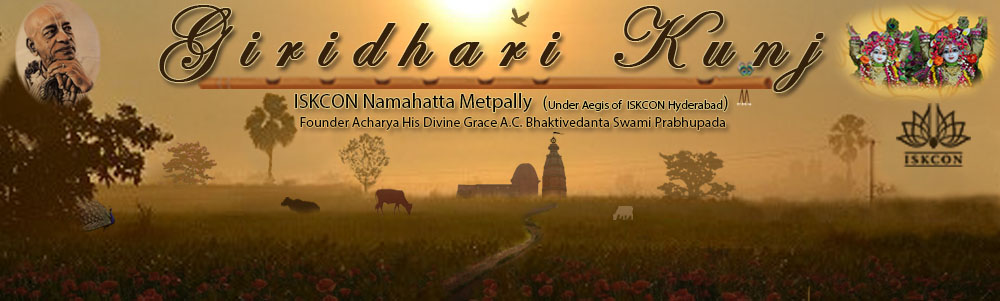 Giridhari Kunj
ISKCON Namahatta Metpally (Under Aegis of ISKCON Hyderabad)
Founder Acharya His Divine Grace A.C. Bhaktivedanta Swami Prabhupada
ISKCON